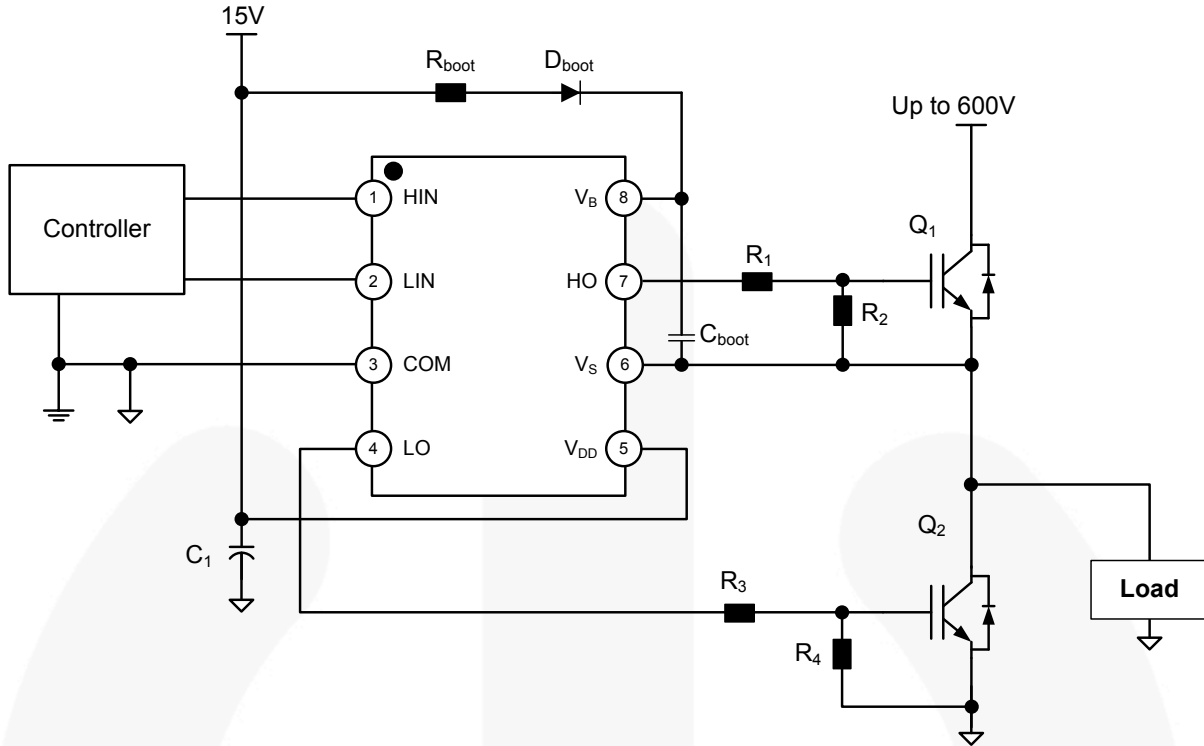 15V
R_boot
D_boot
Up to 600V
Controller
1 HIN
V_B 8
Q_1
2 LIN
HO 7
R_1
R_2
3 COM
V_S 6
C_boot
4 LO
V_DD 5
Q_2
C_1
R_3
Load
R_4